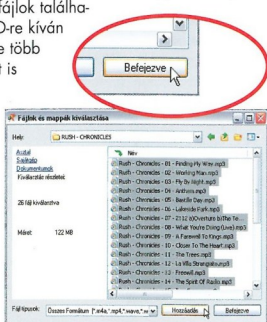 fájlok találha-
D-re kíván
e több
t is
Befejezve
Fájlok és mappák kiválasztása
Hely: RUSH - CHRONICLES
Asztal
Sajátgép
Dokumentumok
Kiválasztás részletei:
26 fájl kiválasztva
Méret: 122 MB
Név
Rush - Chronicles - 01 - Finding My Way.mp3
Rush - Chronicles - 02 - Working Man.mp3
Rush - Chronicles - 03 - Fly By Night.mp3
Rush - Chronicles - 04 - Anthem.mp3
Rush - Chronicles - 05 - Bastille Day.mp3
Rush - Chronicles - 06 - Lakeside Park.mp3
Rush - Chronicles - 07 - 2112 a)Overture b)The Te...
Rush - Chronicles - 08 - What You're Doing (Live).mp3
Rush - Chronicles - 09 - A Farewell To Kings.mp3
Rush - Chronicles - 10 - Closer To The Heart.mp3
Rush - Chronicles - 11 - The Trees.mp3
Rush - Chronicles - 12 - La Villa Strangiato.mp3
Rush - Chronicles - 13 - Freewill.mp3
Rush - Chronicles - 14 - The Spirit Of Radio.mp3
Fájltípusok: Összes Formátum (*.m4a,*.mp4,*.wave,*.w Hozzáadás Befejezve